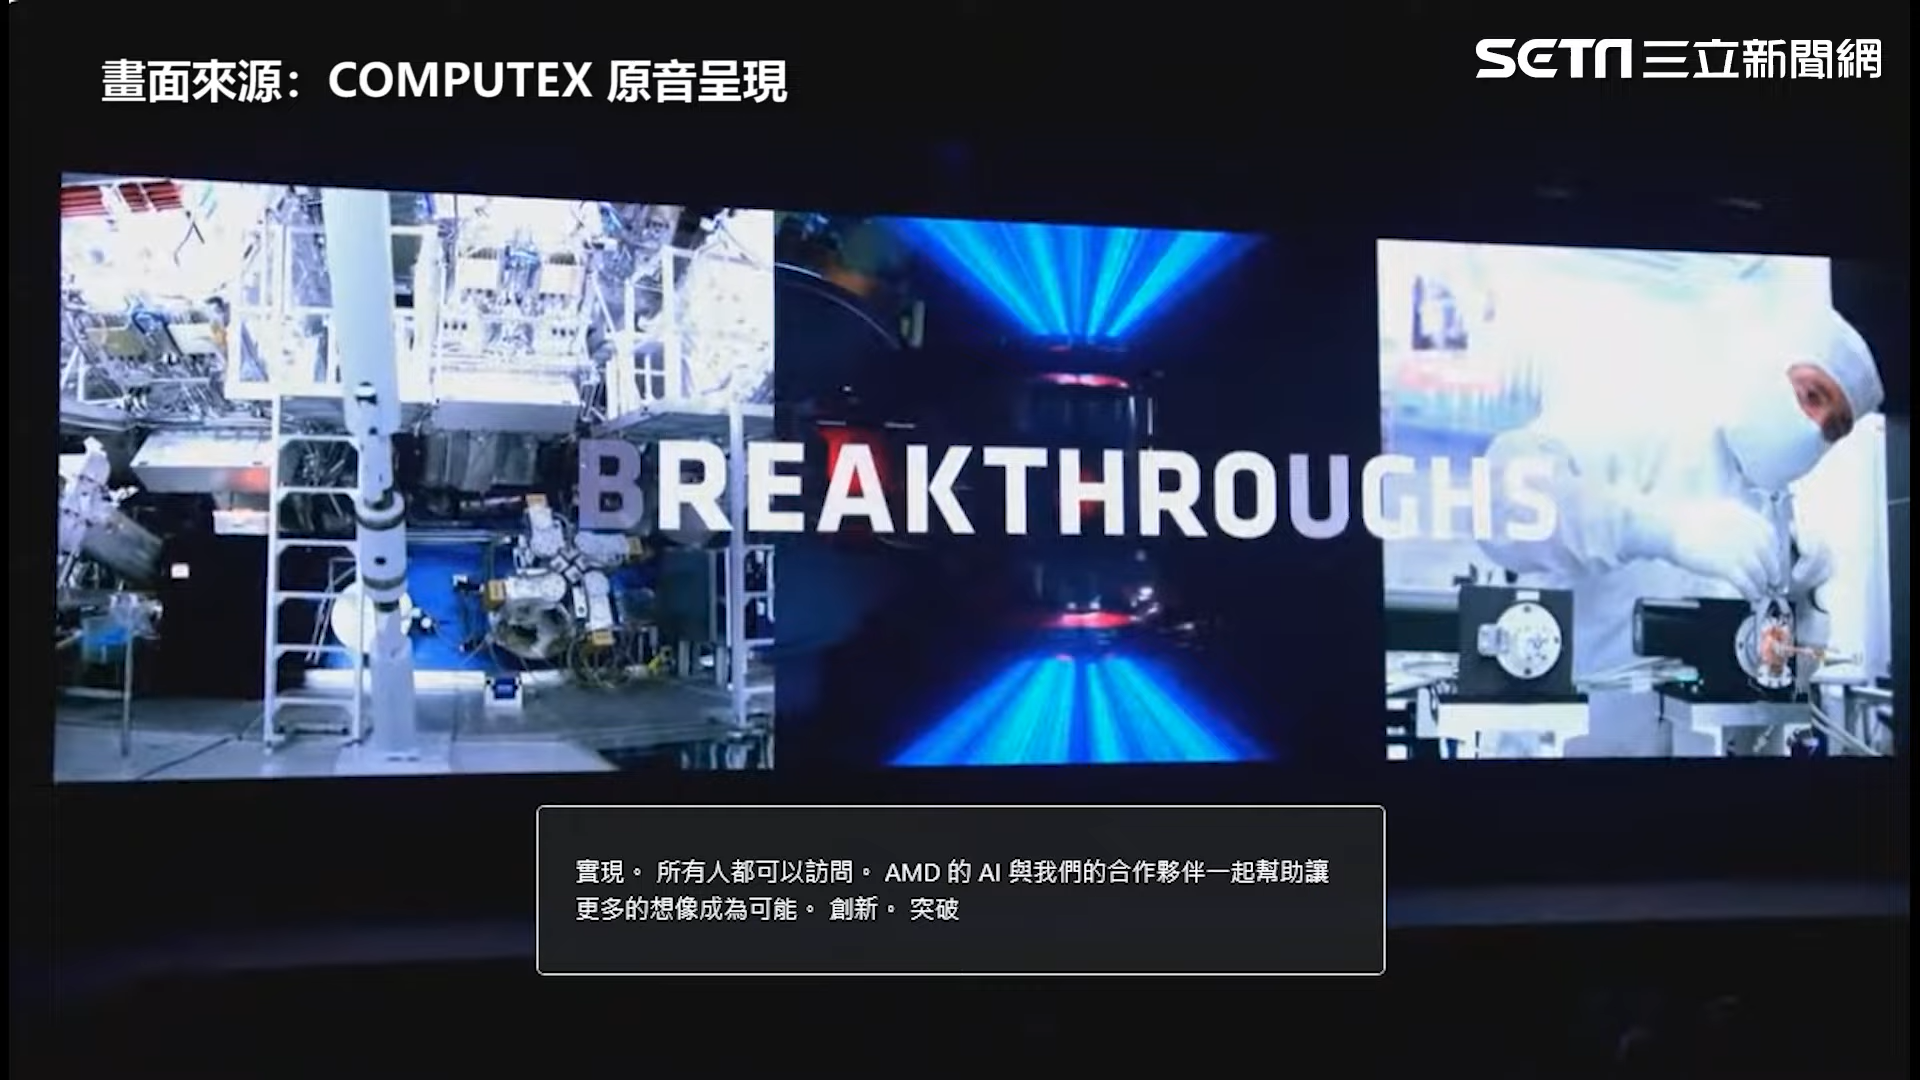 畫面來源：COMPUTEX 原音呈現
SETN三立新聞網
BREAKTHROUGHS
實現。 所有人都可以訪問。 AMD 的 AI 與我們的合作夥伴一起幫助讓
更多的想像成為可能。 創新。 突破